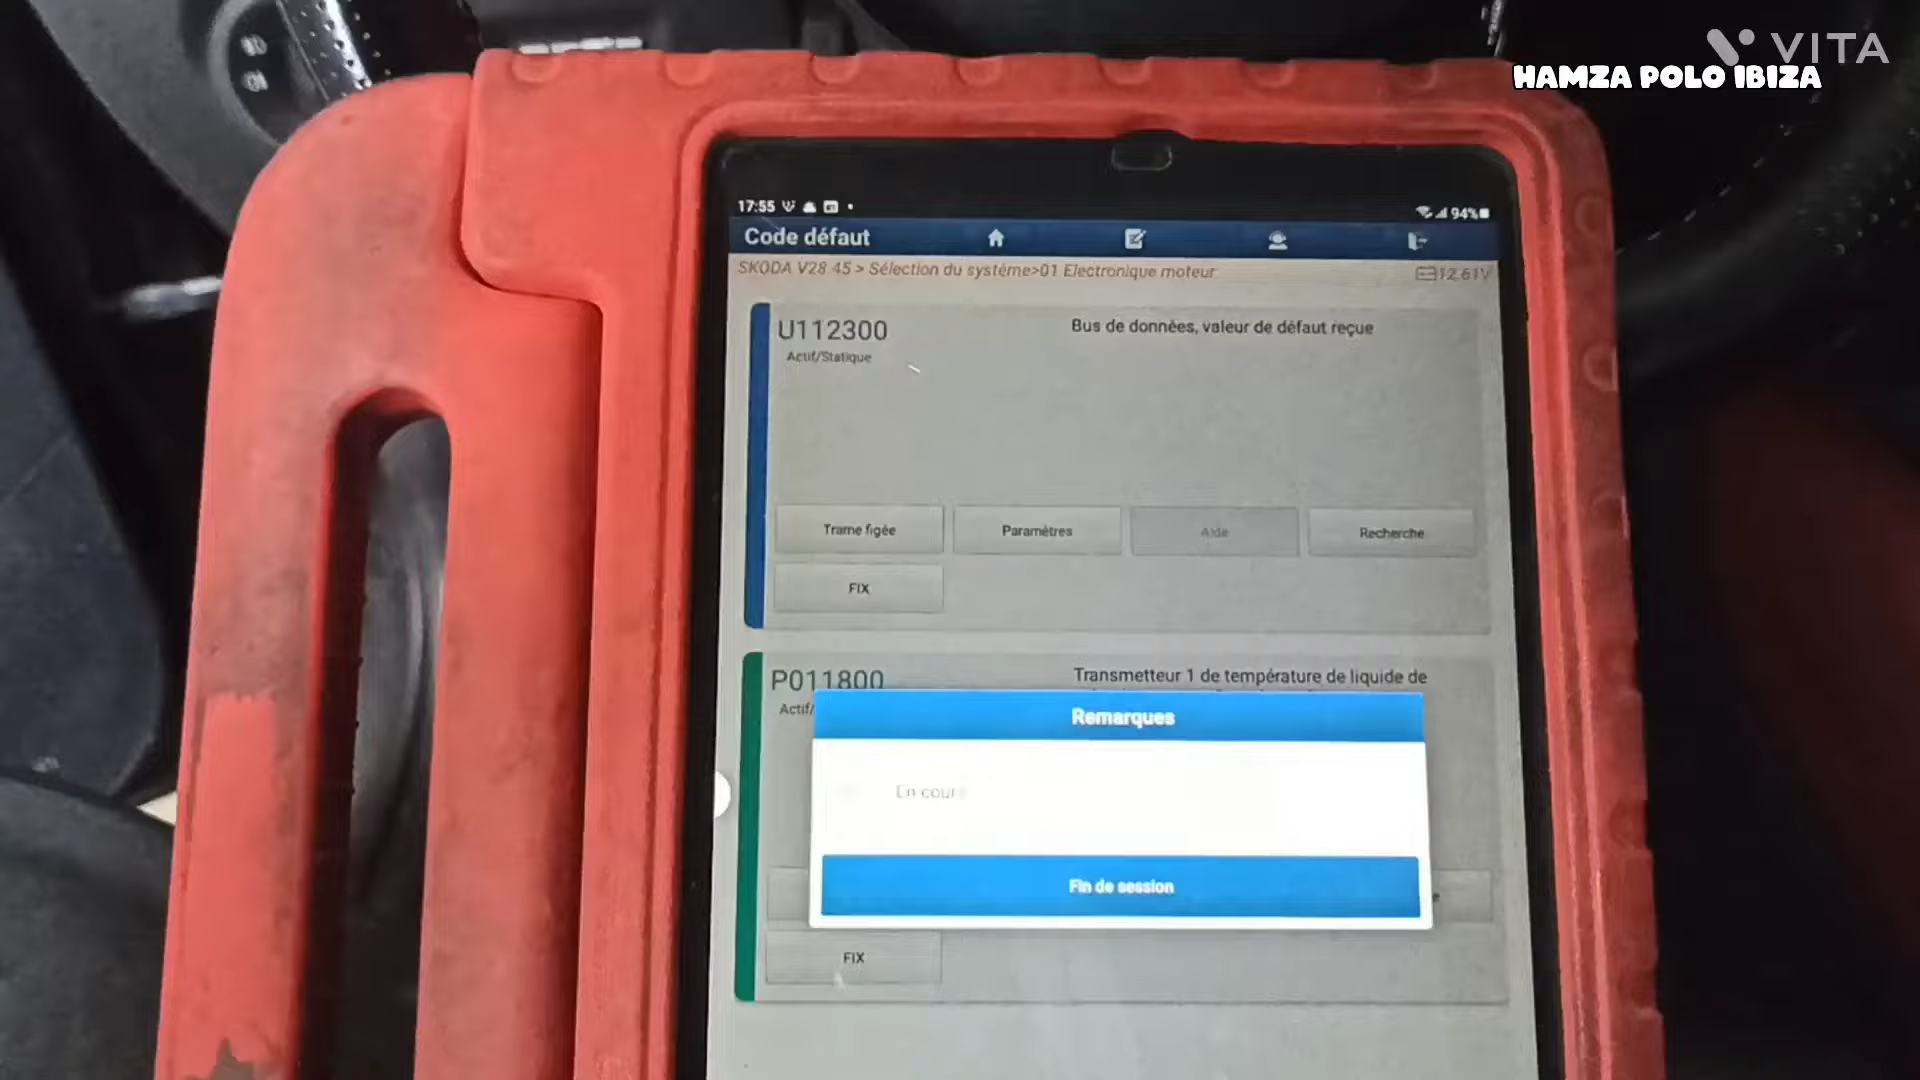 VITA
HAMZA POLO IBIZA
17:55
94%
Code défaut
SKODA V28.45 > Sélection du système>01 Electronique moteur
12.61V
U112300
Bus de données, valeur de défaut reçue
Actif/Statique
Trame figée
Paramètres
Aide
Recherche
FIX
P011800
Transmetteur 1 de température de liquide de
Actif/
Remarques
En cours
Fin de session
FIX